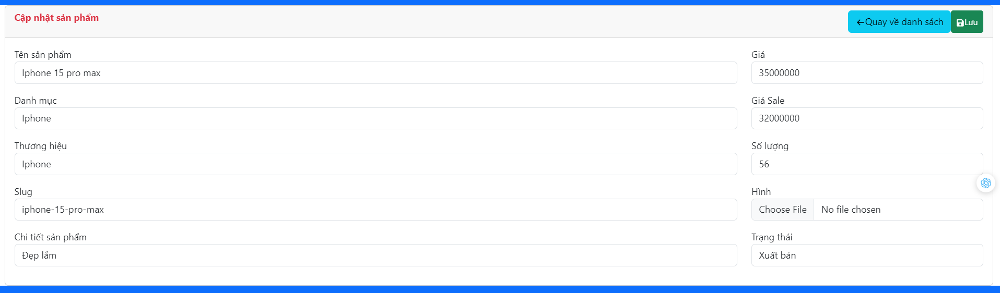 Cập nhật sản phẩm
Quay về danh sách
Lưu
Tên sản phẩm
Iphone 15 pro max
Giá
35000000
Danh mục
Iphone
Giá Sale
32000000
Thương hiệu
Iphone
Số lượng
56
Slug
iphone-15-pro-max
Hình
Choose File No file chosen
Chi tiết sản phẩm
Đẹp lắm
Trạng thái
Xuất bản